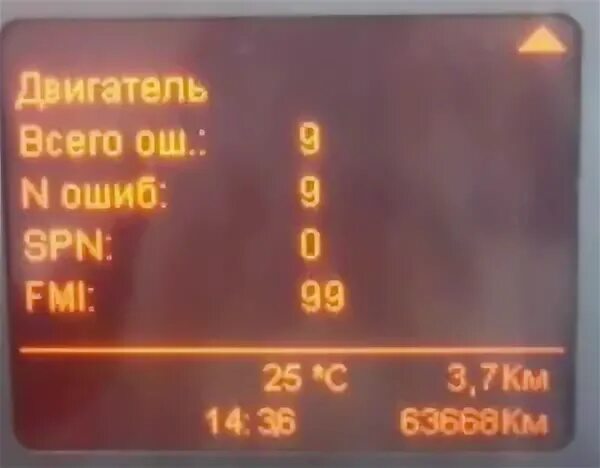 Двигатель
Всего ош.: 9
N ошиб: 9
SPN: 0
FMI: 99
25 °C 3,7Км
14:36 63668Км